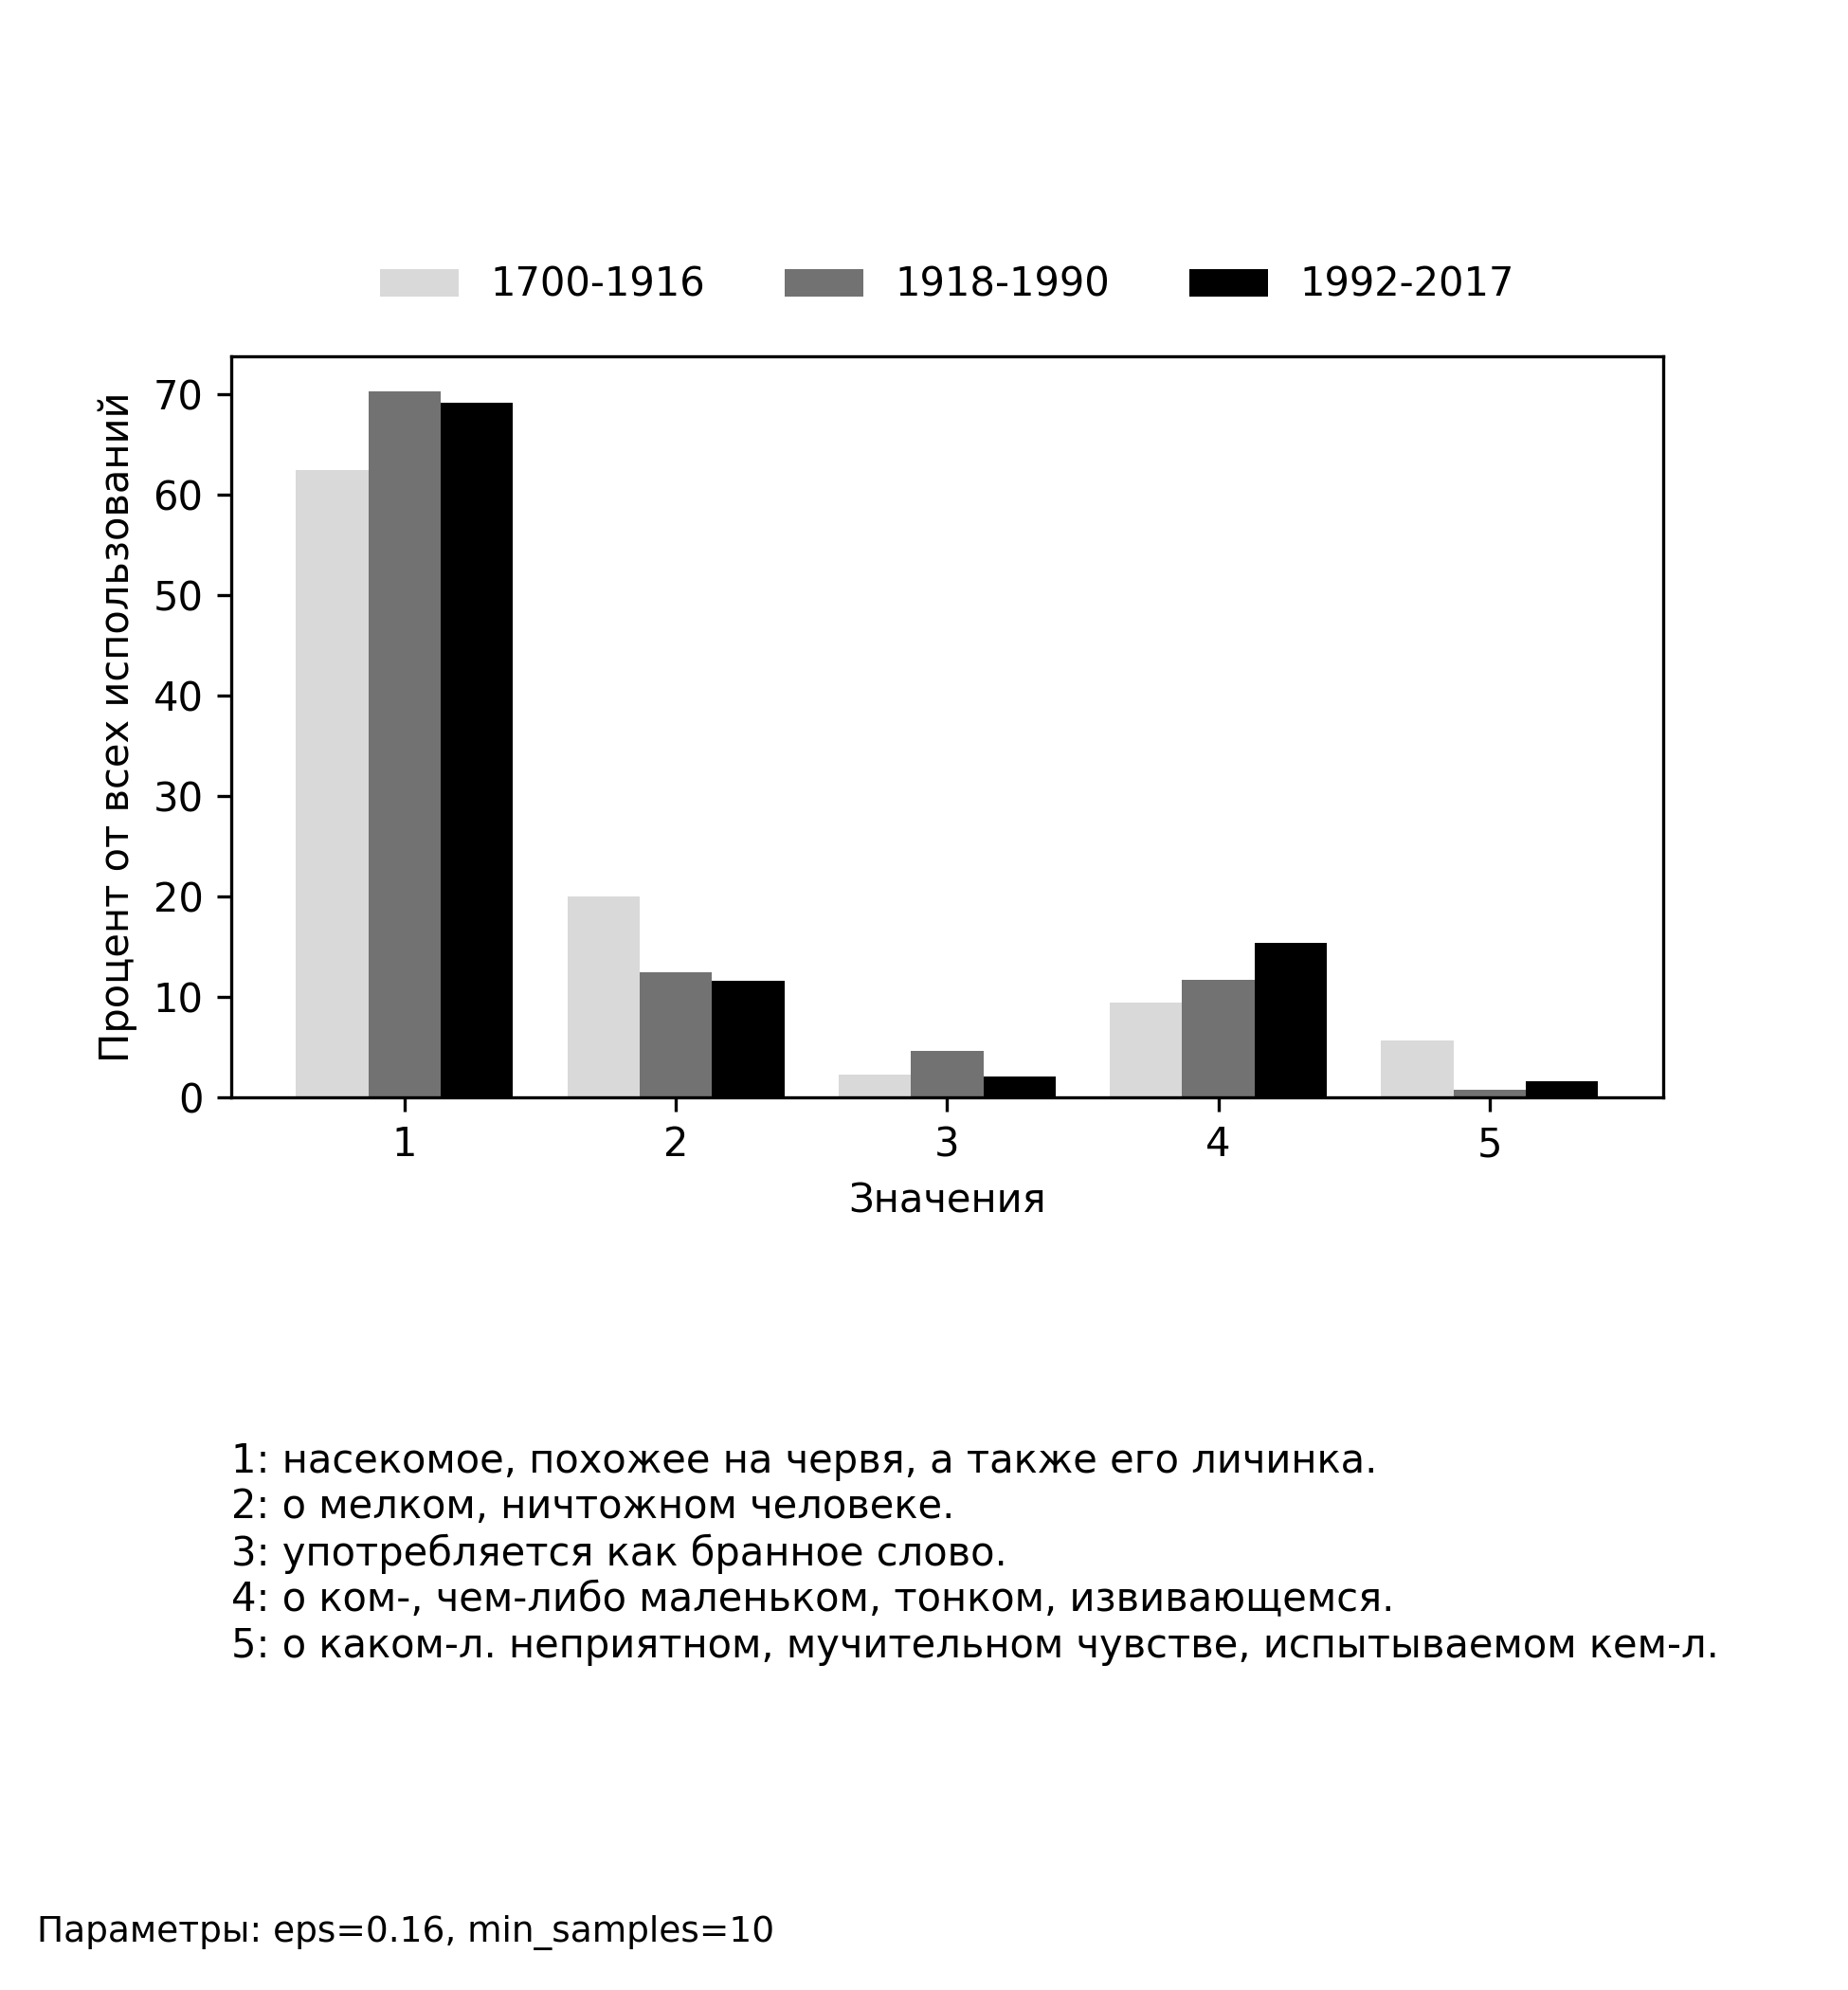 1700-1916 1918-1990 1992-2017
Процент от всех использований
70
60
50
40
30
20
10
0
1 2 3 4 5
Значения
1: насекомое, похожее на червя, а также его личинка.
2: о мелком, ничтожном человеке.
3: употребляется как бранное слово.
4: о ком-, чем-либо маленьком, тонком, извивающемся.
5: о каком-л. неприятном, мучительном чувстве, испытываемом кем-л.
Параметры: eps=0.16, min_samples=10